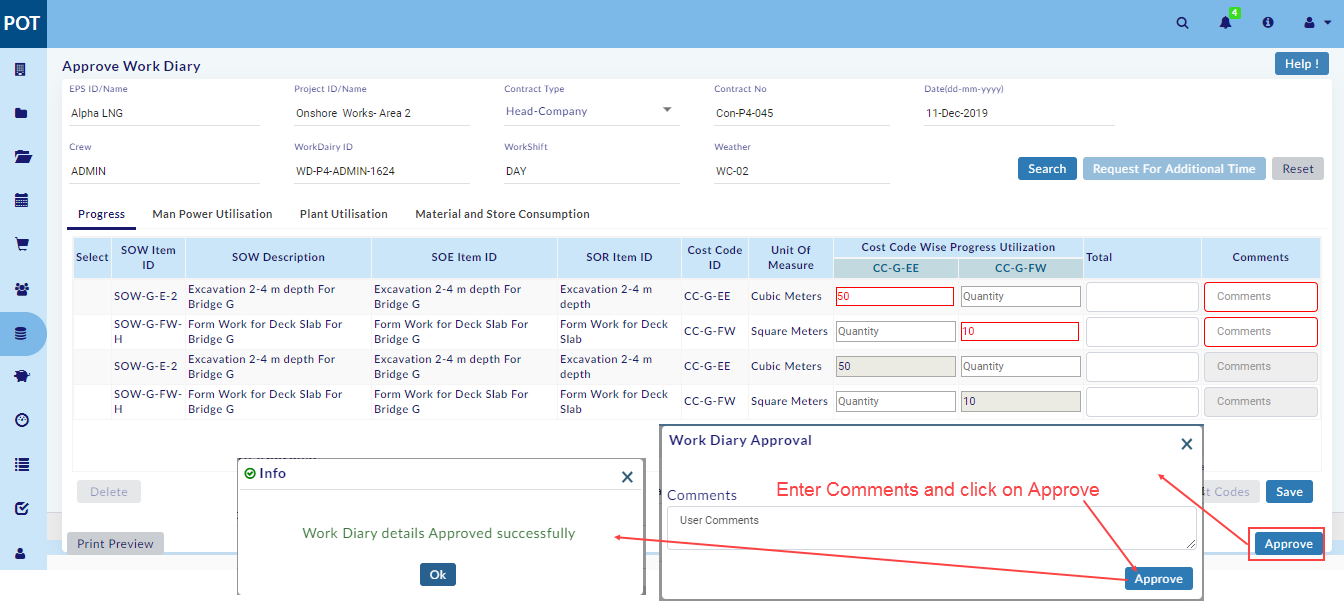 POT
4
Approve Work Diary
Help !
EPS ID/Name
Project ID/Name
Contract Type
Contract No
Date(dd-mm-yyyy)
Alpha LNG
Onshore Works- Area 2
Head-Company
Con-P4-045
11-Dec-2019
Crew
WorkDairy ID
WorkShift
Weather
ADMIN
WD-P4-ADMIN-1624
DAY
WC-02
Search
Request For Additional Time
Reset
Progress
Man Power Utilisation
Plant Utilisation
Material and Store Consumption
Select
SOW Item ID
SOW Description
SOE Item ID
SOR Item ID
Cost Code ID
Unit Of Measure
Cost Code Wise Progress Utilization
CC-G-EE
CC-G-FW
Total
Comments
SOW-G-E-2
Excavation 2-4 m depth For
Bridge G
Excavation 2-4 m depth For
Bridge G
Excavation 2-4 m
depth
CC-G-EE
Cubic Meters
50
Quantity
Comments
SOW-G-FW-
H
Form Work for Deck Slab For
Bridge G
Form Work for Deck Slab For
Bridge G
Form Work for Deck
Slab
CC-G-FW
Square Meters
Quantity
10
Comments
SOW-G-E-2
Excavation 2-4 m depth For
Bridge G
Excavation 2-4 m depth For
Bridge G
Excavation 2-4 m
depth
CC-G-EE
Cubic Meters
50
Quantity
Comments
SOW-G-FW-
H
Form Work for Deck Slab For
Bridge G
Form Work for Deck Slab For
Bridge G
Form Work for Deck
Slab
CC-G-FW
Square Meters
Quantity
10
Comments
Delete
t Codes
Save
Print Preview
Approve
Info
Work Diary details Approved successfully
Ok
Work Diary Approval
Comments
Enter Comments and click on Approve
User Comments
Approve